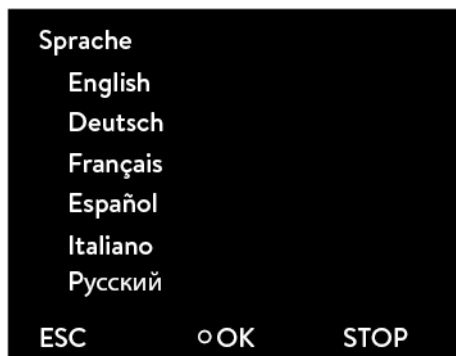 Sprache
English
Deutsch
Français
Español
Italiano
Русский
ESC ○ OK STOP